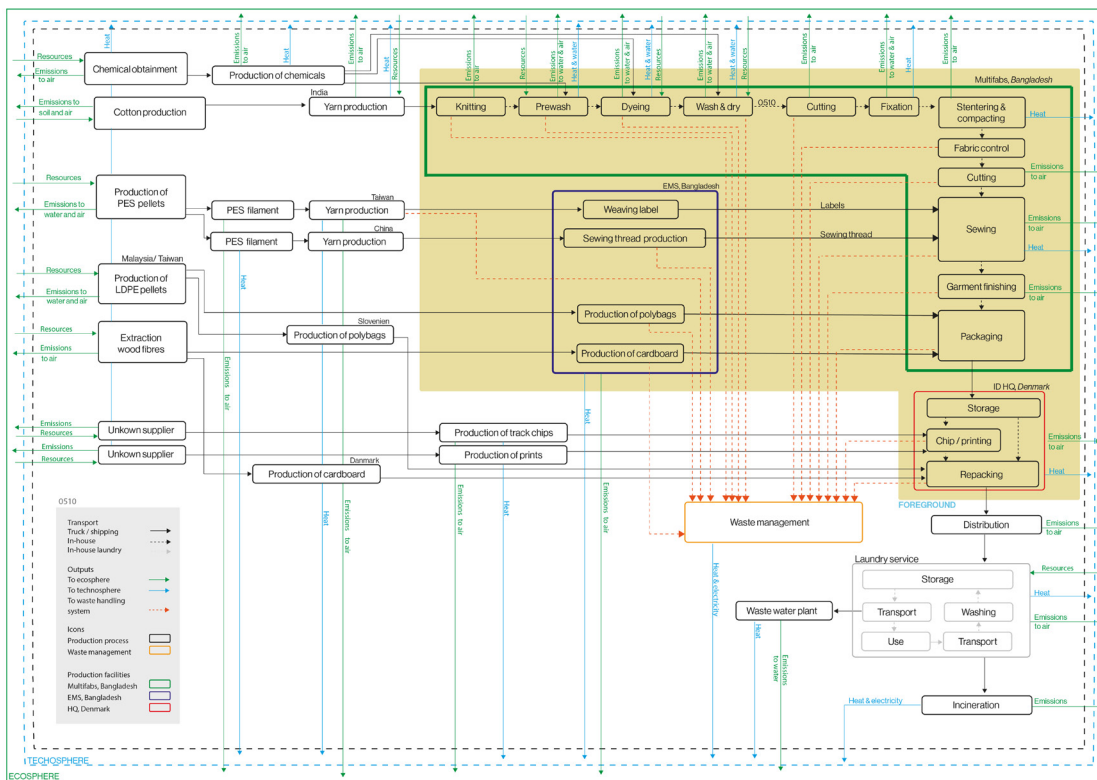 Heat
Emissions
to air
Heat
Emissions
to air
Heat
Resources
Emissions
to air
Resources
Emissions
to water & air
Heat & water
Emissions
to water & air
Heat & water
Resources
Emissions
to water & air
Heat & water
Resources
Emissions
to air
Emissions
to air
Heat
Emissions
to air
Resources
Emissions
to air
Chemical obtainment
Production of chemicals
Multifabs, Bangladesh
India
Emissions to
soil and air
Cotton production
Yarn production
Knitting
Prewash
Dyeing
Wash & dry
0510
Cutting
Fixation
Stentering &
compacting
Heat
Fabric control
Cutting
Emissions
to air
Resources
Emissions to
water and air
Production of
PES pellets
PES filament
Taiwan
Yarn production
EMS, Bangladesh
Weaving label
Labels
Sewing
Emissions
to air
Heat
PES filament
China
Yarn production
Sewing thread production
Sewing thread
Malaysia/ Taiwan
Resources
Emissions to
water and air
Production of
LDPE pellets
Heat
Garment finishing
Emissions
to air
Production of polybags
Packaging
Slovenien
Production of polybags
Resources
Emissions
to air
Extraction
wood fibres
Production of cardboard
Emissions to air
Heat
ID HQ, Denmark
Storage
Chip / printing
Emissions
to air
Repacking
Heat
FOREGROUND
Emissions
Resources
Unkown supplier
Production of track chips
Emissions
Resources
Unkown supplier
Production of prints
Danmark
Production of cardboard
Heat
Emissions to air
Emissions to air
Heat
Emissions to air
Waste management
Heat & electricity
Distribution
Emissions
to air
Laundry service
Storage
Transport
Washing
Use
Transport
Resources
Heat
Emissions
to air
Waste water plant
Heat
Emissions
to water
Incineration
Emissions
to air
Heat & electricity
0510
Transport
Truck / shipping
In-house
In-house laundry
Outputs
To ecosphere
To technosphere
To waste handling
system
Icons
Production process
Waste management
Production facilities
Multifabs, Bangladesh
EMS, Bangladesh
HQ, Denmark
TECHOSPHERE
ECOSPHERE